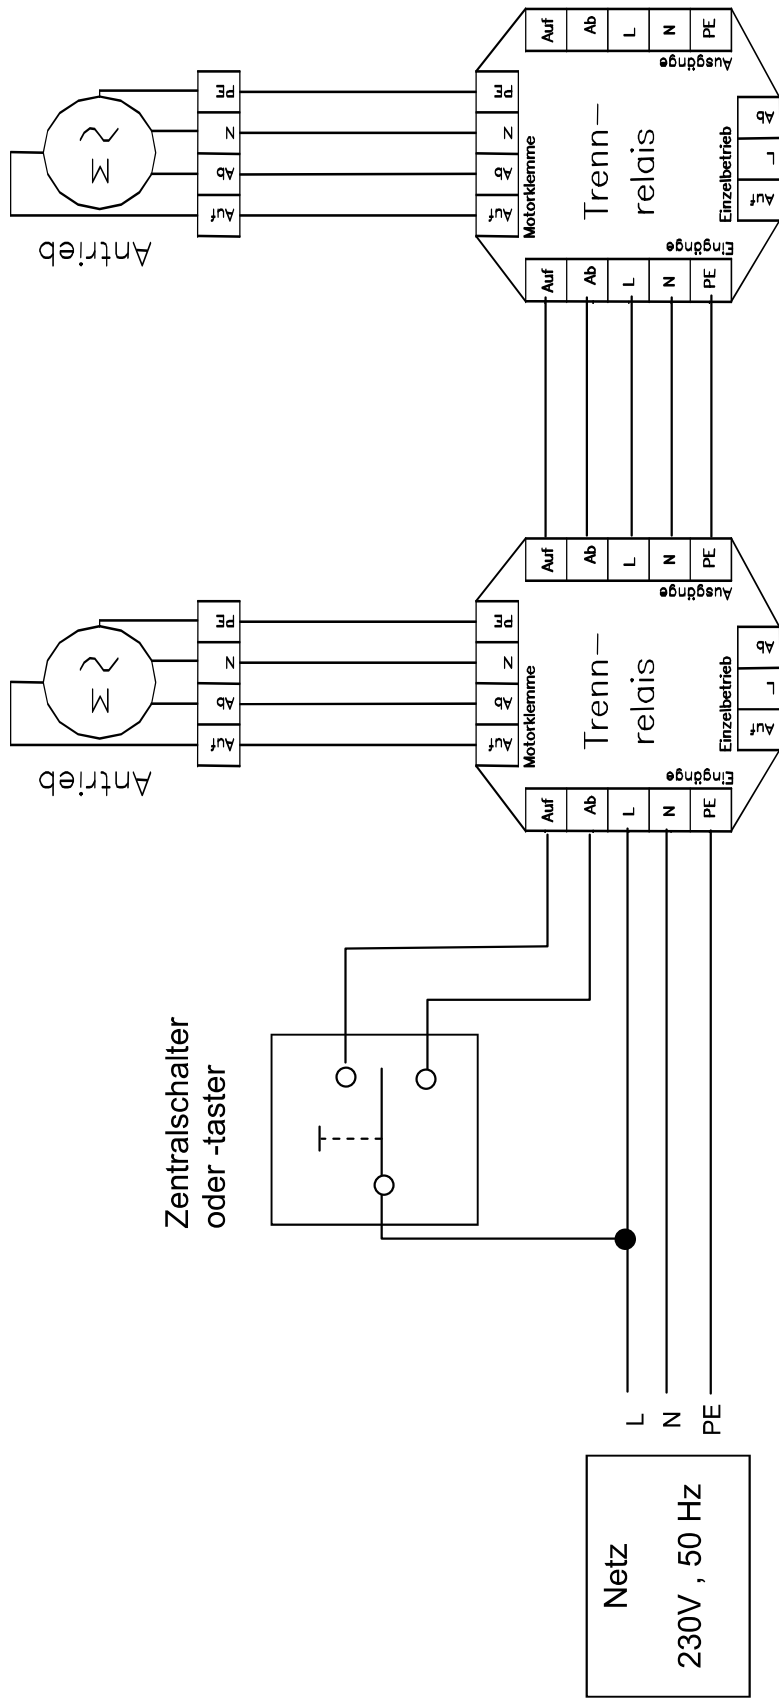 Antrieb
M
Auf
Ab
N
PE
Antrieb
M
Auf
Ab
N
PE
Zentralschalter
oder -taster
Netz
230V , 50 Hz
L
N
PE
Auf
Ab
N
PE
Motorklemme
Eingänge
Auf
Ab
L
N
PE
Trenn-
relais
Ausgänge
Auf
Ab
L
N
PE
Einzelbetrieb
Auf
L
Ab
Auf
Ab
N
PE
Motorklemme
Eingänge
Auf
Ab
L
N
PE
Trenn-
relais
Ausgänge
Auf
Ab
L
N
PE
Einzelbetrieb
Auf
L
Ab